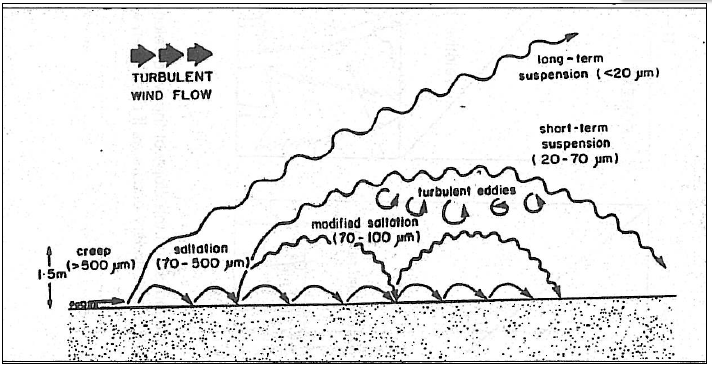 TURBULENT
WIND FLOW
long-term
suspension (<20 µm)
short-term
suspension
(20-70 µm)
turbulent eddies
modified saltation
(70-100 µm)
creep
(>500 µm)
saltation
(70-500 µm)
1·5m